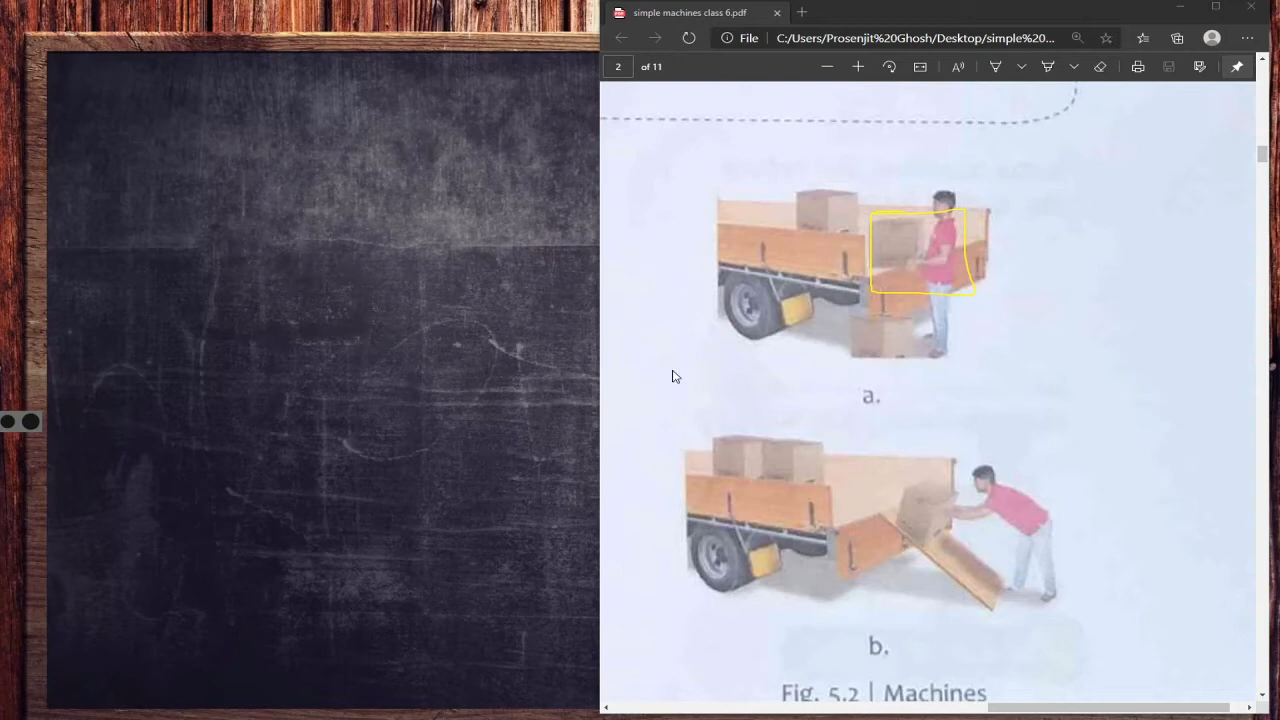 simple machines class 6.pdf
File
C:/Users/Prosenjit%20Ghosh/Desktop/simple%20...
2 of 11
a.
b.
Fig. 5.2 | Machines